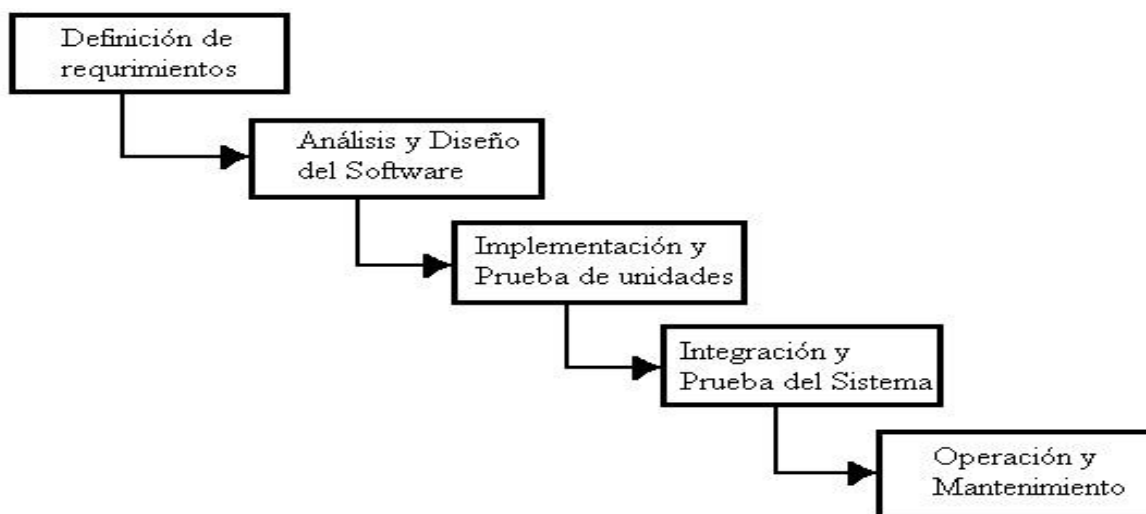 Definición de
requrimientos
Análisis y Diseño
del Software
Implementación y
Prueba de unidades
Integración y
Prueba del Sistema
Operación y
Mantenimiento